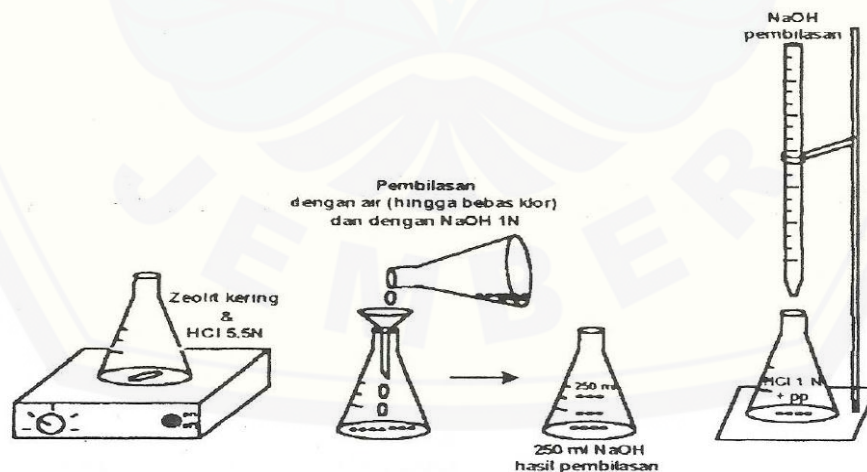 NaOH
pembilasan
Pembilasan
dengan air (hingga bebas klor)
dan dengan NaOH 1N
Zeolit kering
&
HCl 5,5N
250 ml
HCl 1 N
+ pp
250 ml NaOH
hasil pembilasan
JEMBER